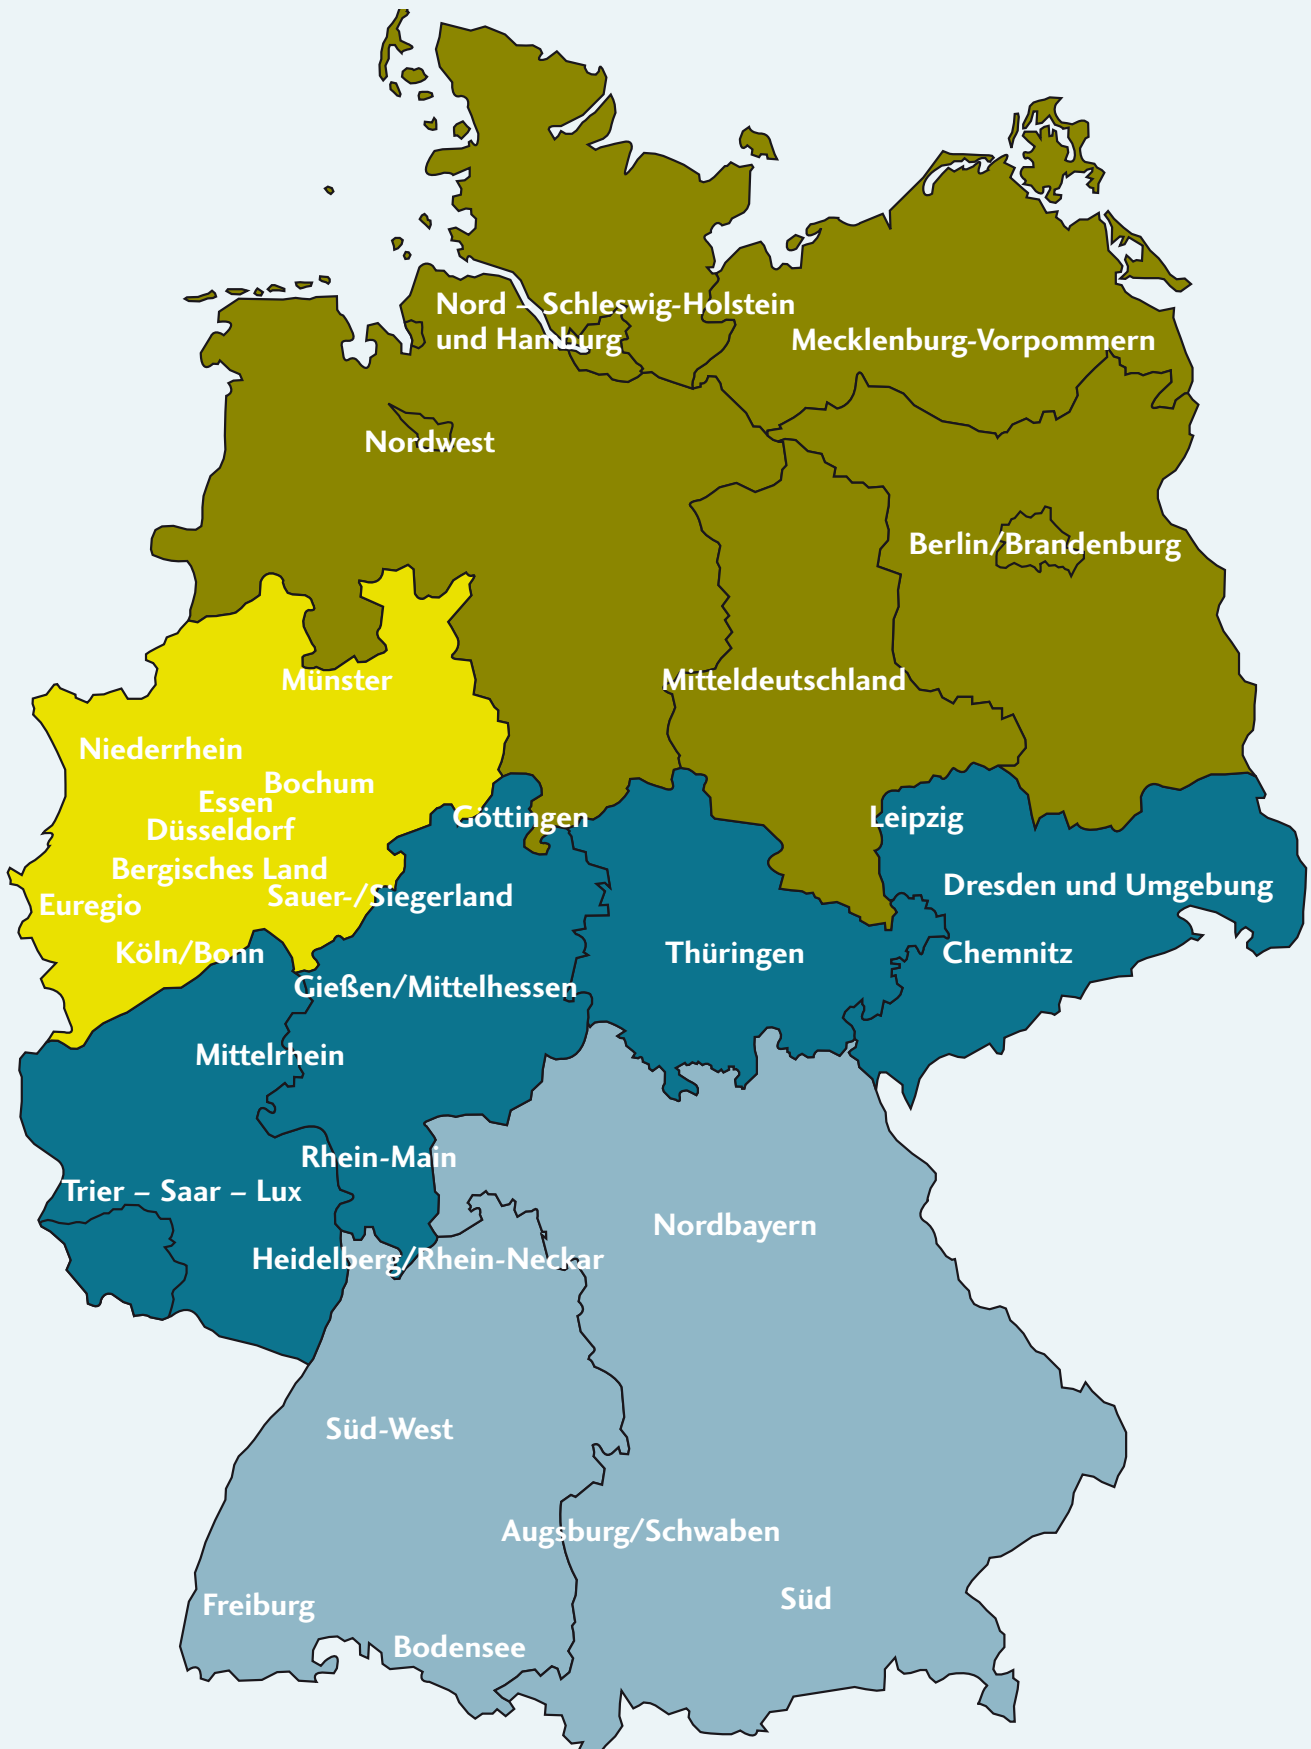 Nord – Schleswig-Holstein
und Hamburg
Mecklenburg-Vorpommern
Nordwest
Berlin/Brandenburg
Münster
Mitteldeutschland
Niederrhein
Bochum
Essen
Düsseldorf
Göttingen
Leipzig
Bergisches Land
Dresden und Umgebung
Sauer-/Siegerland
Euregio
Köln/Bonn
Thüringen
Chemnitz
Gießen/Mittelhessen
Mittelrhein
Rhein-Main
Trier – Saar – Lux
Nordbayern
Heidelberg/Rhein-Neckar
Süd-West
Augsburg/Schwaben
Süd
Freiburg
Bodensee